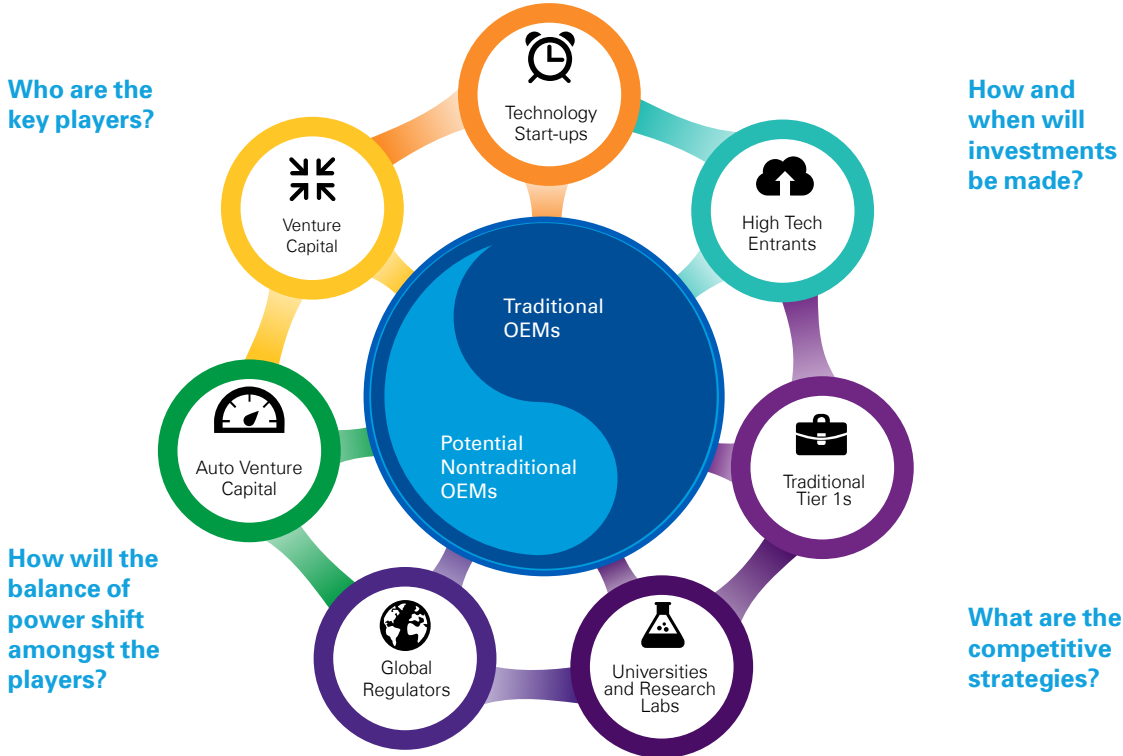 Who are the
key players?
How and
when will
investments
be made?
Technology
Start-ups
High Tech
Entrants
Traditional
Tier 1s
Universities
and Research
Labs
Global
Regulators
Auto Venture
Capital
Venture
Capital
Traditional
OEMs
Potential
Nontraditional
OEMs
How will the
balance of
power shift
amongst the
players?
What are the
competitive
strategies?